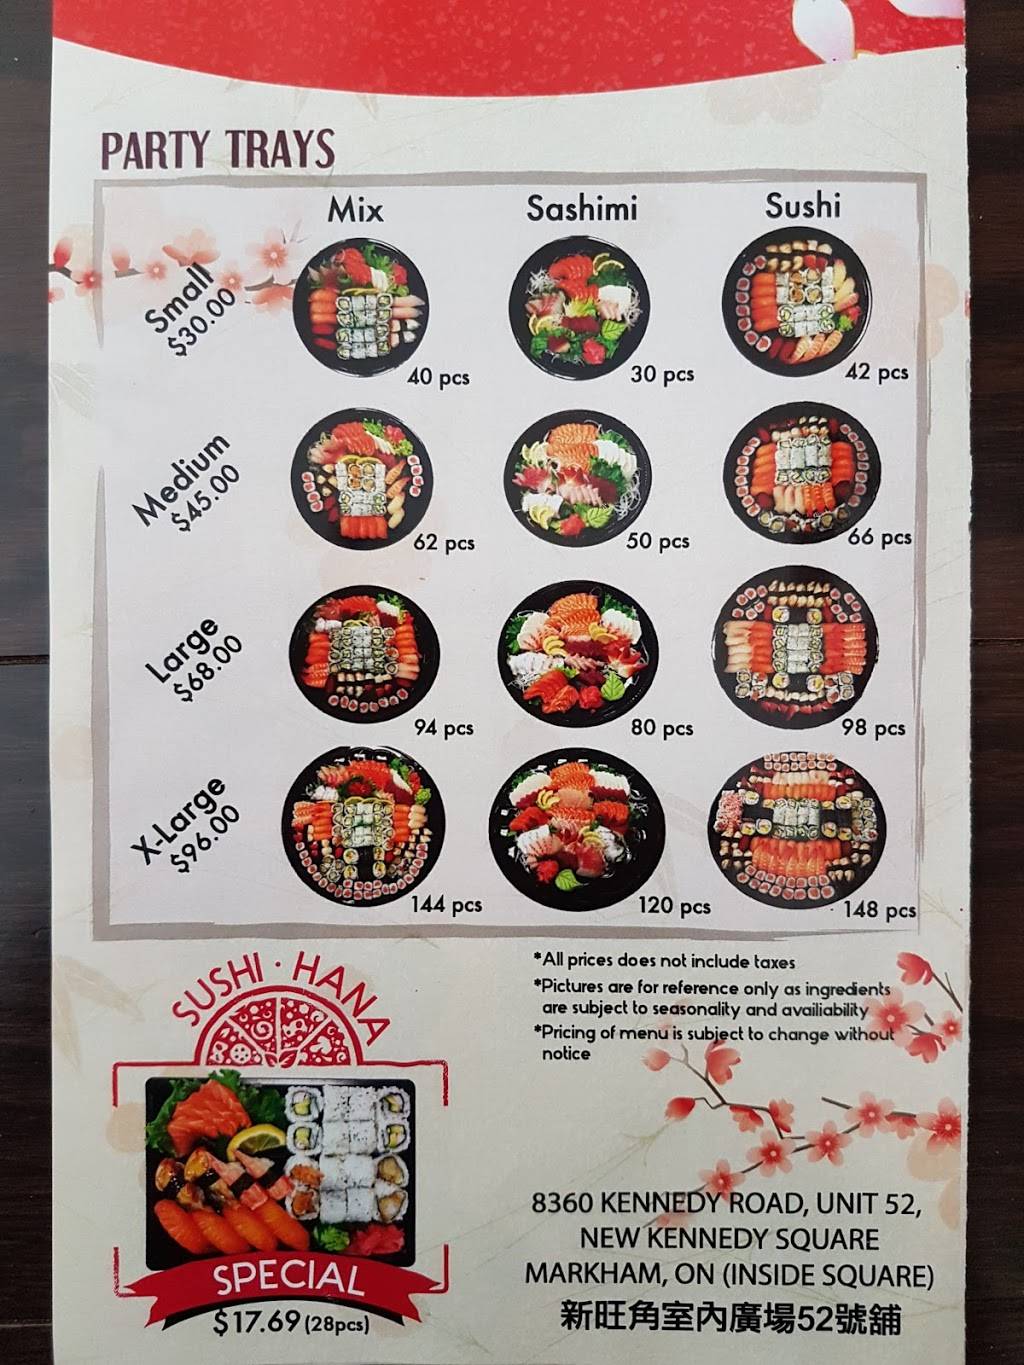 PARTY TRAYS
Mix Sashimi Sushi
Small
$30.00
40 pcs 30 pcs 42 pcs
Medium
$45.00
62 pcs 50 pcs 66 pcs
Large
$68.00
94 pcs 80 pcs 98 pcs
X-Large
$96.00
144 pcs 120 pcs 148 pcs
SUSHI · HANA
SPECIAL
$17.69 (28pcs)
*All prices does not include taxes
*Pictures are for reference only as ingredients
are subject to seasonality and availiability
*Pricing of menu is subject to change without
notice
8360 KENNEDY ROAD, UNIT 52,
NEW KENNEDY SQUARE
MARKHAM, ON (INSIDE SQUARE)
新旺角室內廣場52號舖